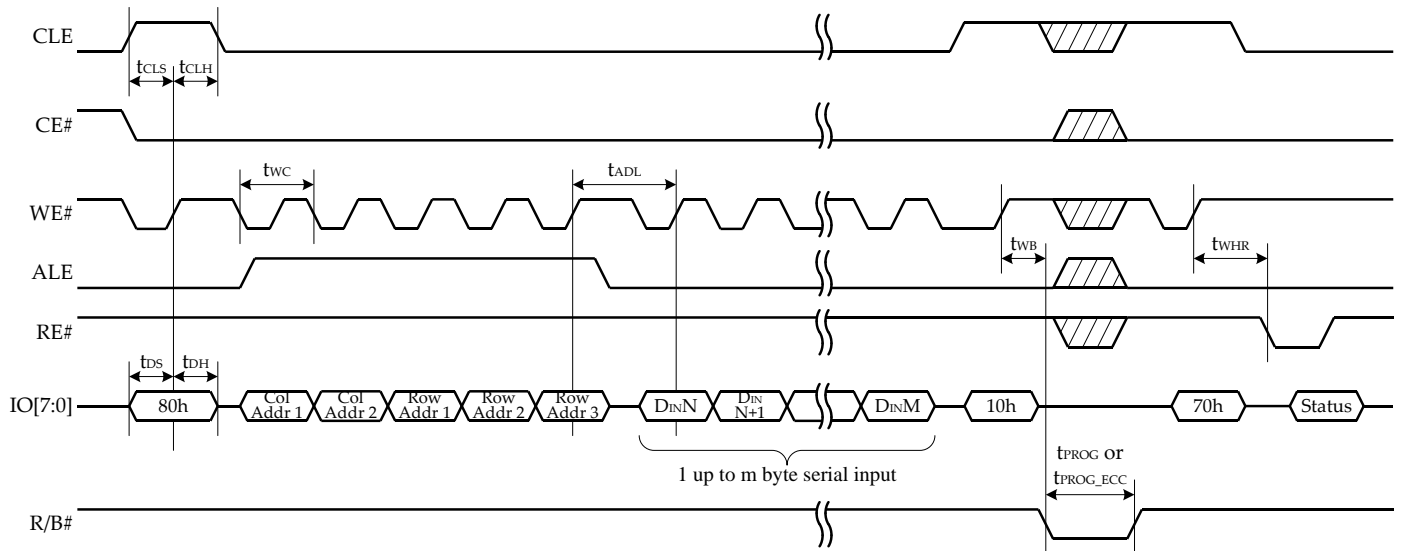 CLE
tCLS tCLH
CE#
tWC tADL
WE#
tWB tWHR
ALE
RE#
tDS tDH
IO[7:0] 80h Col Addr 1 Col Addr 2 Row Addr 1 Row Addr 2 Row Addr 3 DINN DIN N+1 DINM 10h 70h Status
1 up to m byte serial input
tPROG or
tPROG_ECC
R/B#